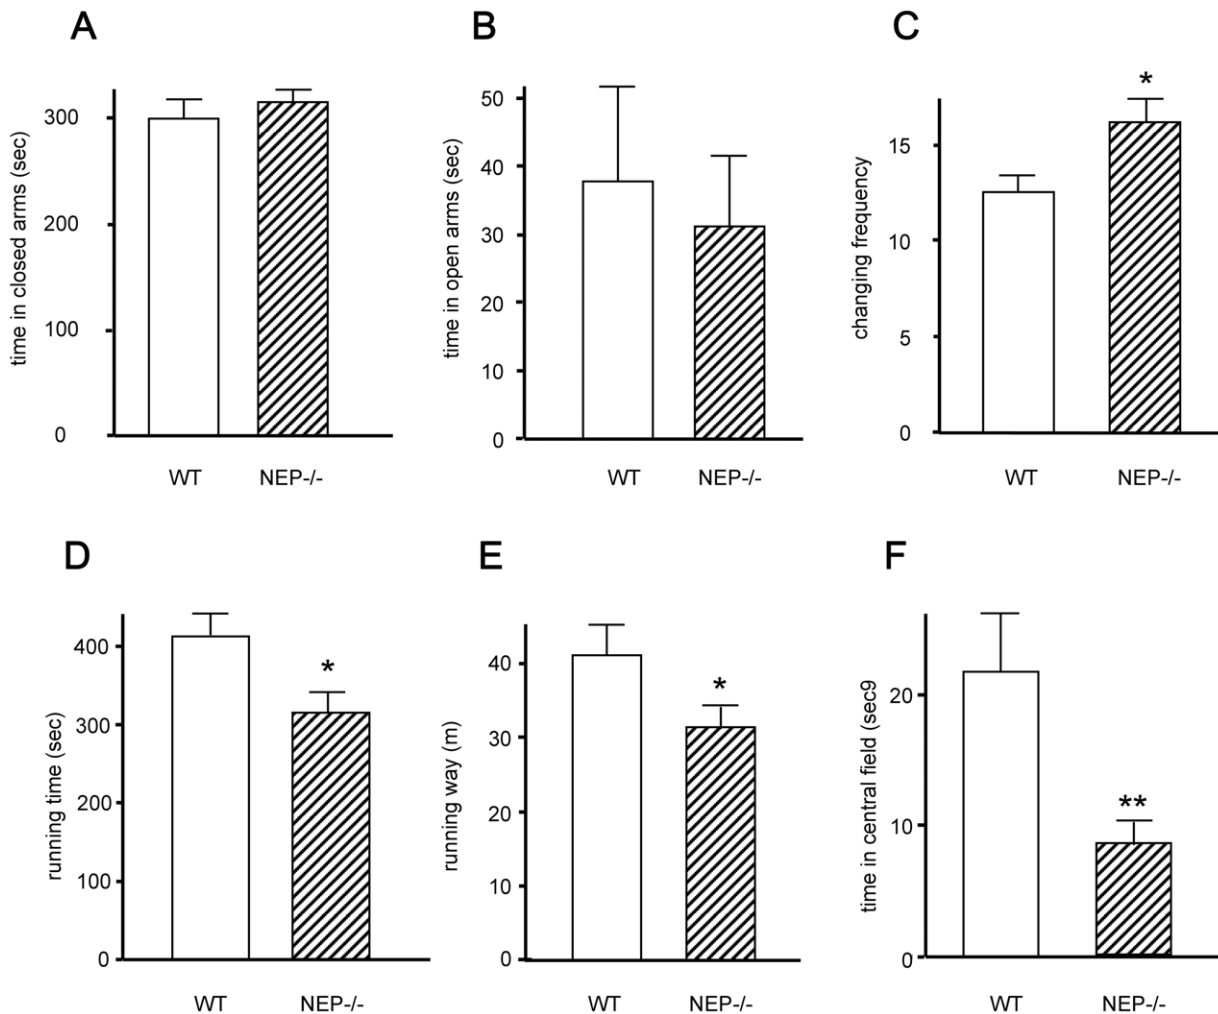 A
time in closed arms (sec)
300
200
100
0
WT NEP-/-
B
time in open arms (sec)
50
40
30
20
10
0
WT NEP-/-
C
changing frequency
15
10
5
0
*
WT NEP-/-
D
running time (sec)
400
300
200
100
0
*
WT NEP-/-
E
running way (m)
40
30
20
10
0
*
WT NEP-/-
F
time in central field (sec9
20
10
0
**
WT NEP-/-